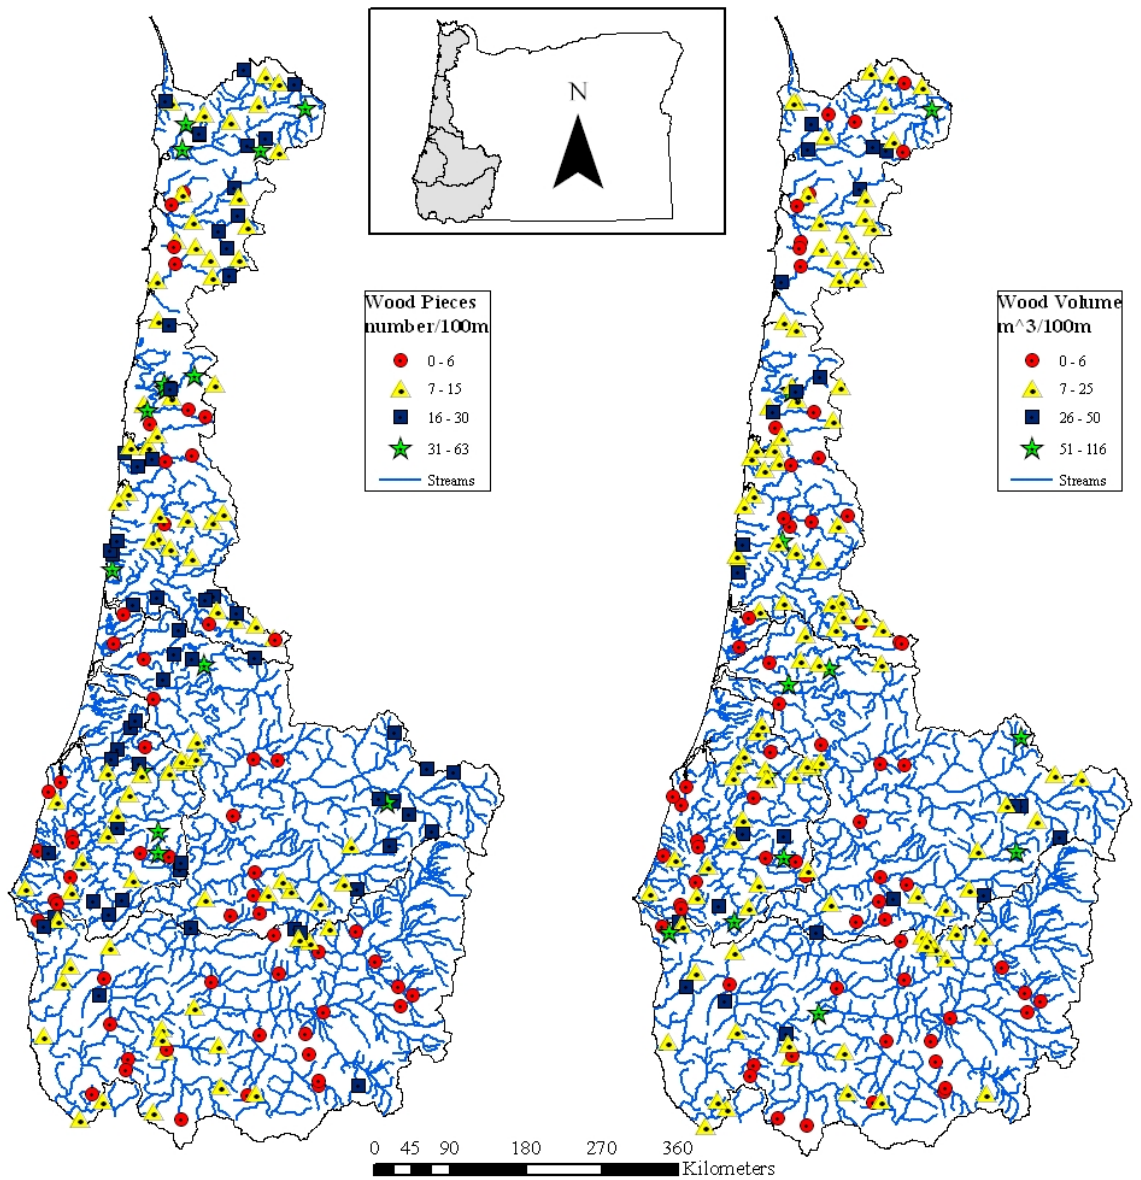 N
Wood Pieces
number/100m
0 - 6
7 - 15
16 - 30
31 - 63
Streams
Wood Volume
m^3/100m
0 - 6
7 - 25
26 - 50
51 - 116
Streams
0 45 90 180 270 360
Kilometers